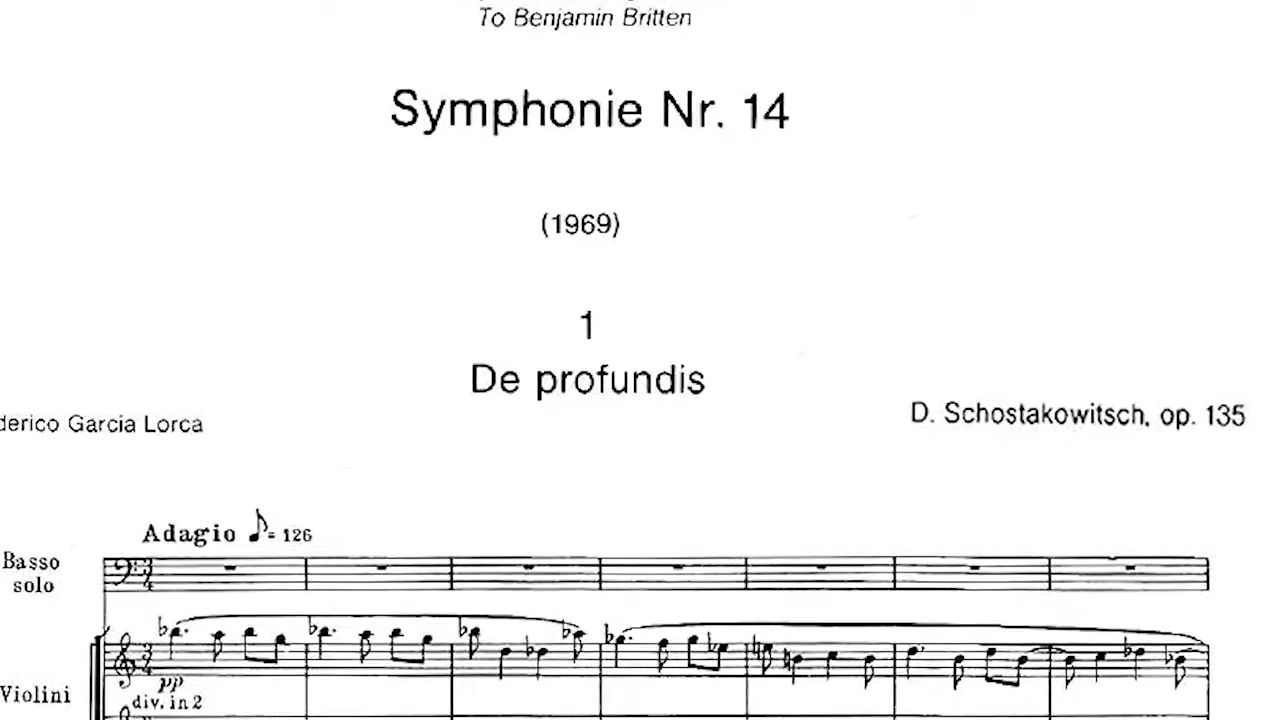 To Benjamin Britten
Symphonie Nr. 14
(1969)
1
De profundis
derico Garcia Lorca
D. Schostakowitsch, op. 135
Adagio ♪= 126
Basso
solo
pp
Violini
div. in 2